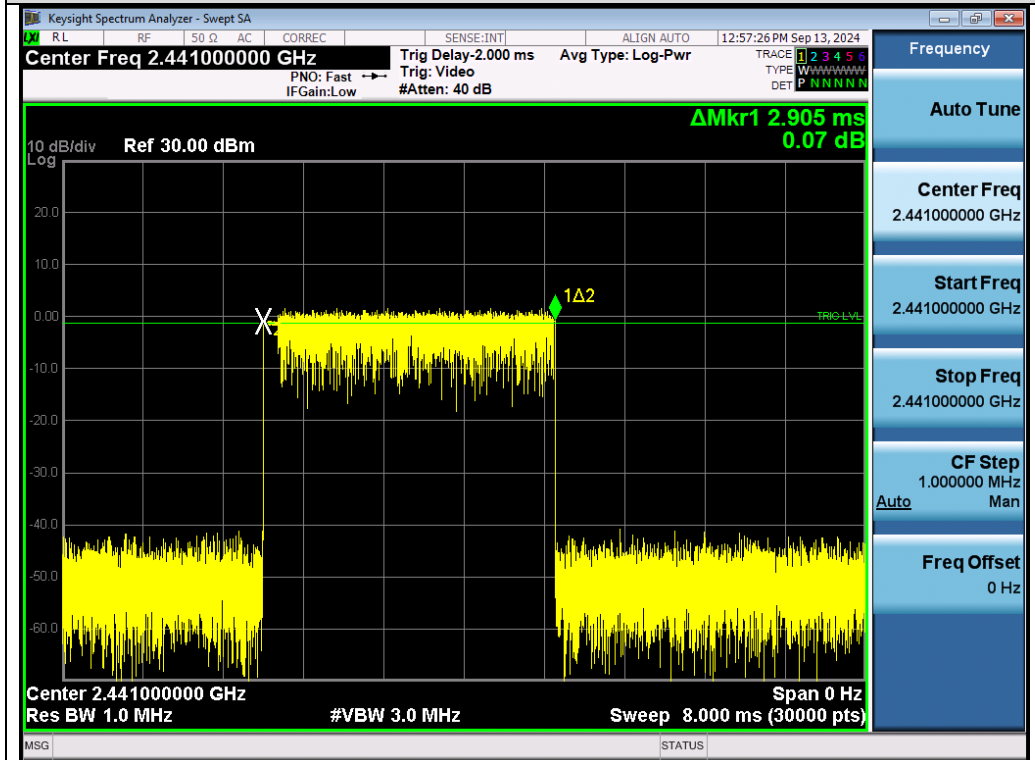 Keysight Spectrum Analyzer - Swept SA
LXI RL RF 50 Ω AC CORREC SENSE:INT ALIGN AUTO 12:57:26 PM Sep 13, 2024
Center Freq 2.441000000 GHz
PNO: Fast
IFGain:Low
Trig Delay-2.000 ms
Trig: Video
#Atten: 40 dB
Avg Type: Log-Pwr
TRACE 1 2 3 4 5 6
TYPE WWWWWW
DET P N N N N N
ΔMkr1 2.905 ms
0.07 dB
10 dB/div Ref 30.00 dBm
Log
20.0
10.0
0.00
-10.0
-20.0
-30.0
-40.0
-50.0
-60.0
1Δ2
TRIG LVL
Center 2.441000000 GHz Span 0 Hz
Res BW 1.0 MHz #VBW 3.0 MHz Sweep 8.000 ms (30000 pts)
MSG STATUS
Frequency
Auto Tune
Center Freq
2.441000000 GHz
Start Freq
2.441000000 GHz
Stop Freq
2.441000000 GHz
CF Step
1.000000 MHz
Auto Man
Freq Offset
0 Hz